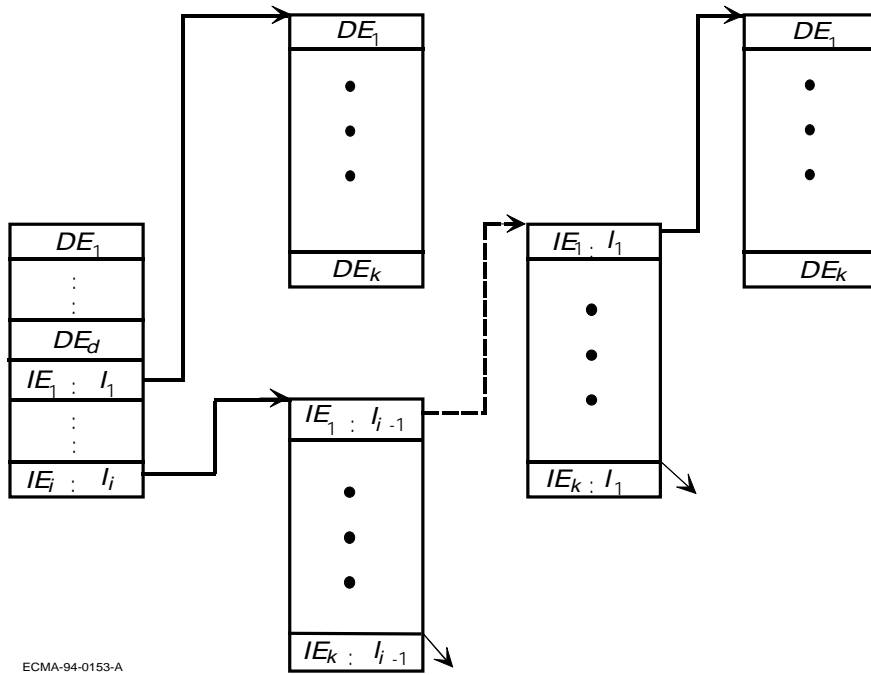 DE₁
DEₖ
DE₁
DEₖ
DE₁
:
:
DE_d
IE₁ : I₁
:
:
IEᵢ : Iᵢ
IE₁ : Iᵢ₋₁
IEₖ : Iᵢ₋₁
IE₁ : I₁
IEₖ : I₁
ECMA-94-0153-A